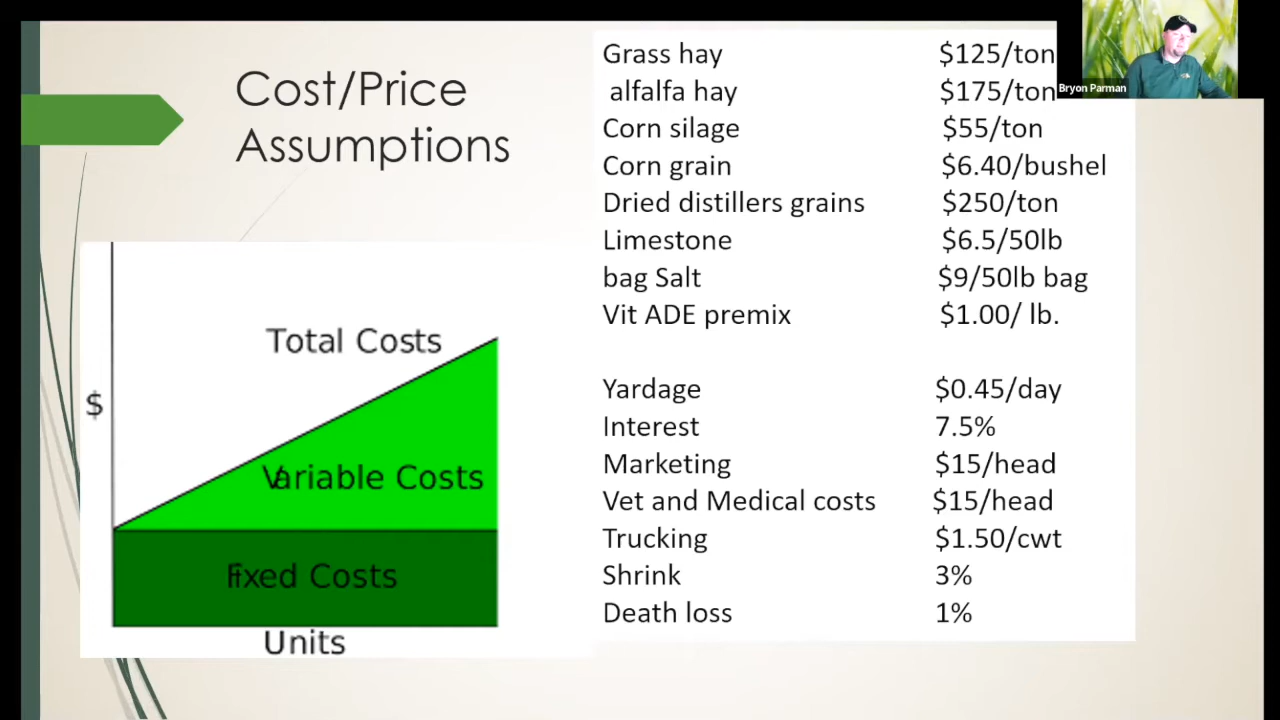 Cost/Price
Assumptions
Grass hay $125/ton
alfalfa hay $175/ton
Corn silage $55/ton
Corn grain $6.40/bushel
Dried distillers grains $250/ton
Limestone $6.5/50lb
bag Salt $9/50lb bag
Vit ADE premix $1.00/ lb.
Yardage $0.45/day
Interest 7.5%
Marketing $15/head
Vet and Medical costs $15/head
Trucking $1.50/cwt
Shrink 3%
Death loss 1%
Total Costs
$
Variable Costs
Fixed Costs
Units
Bryon Parman